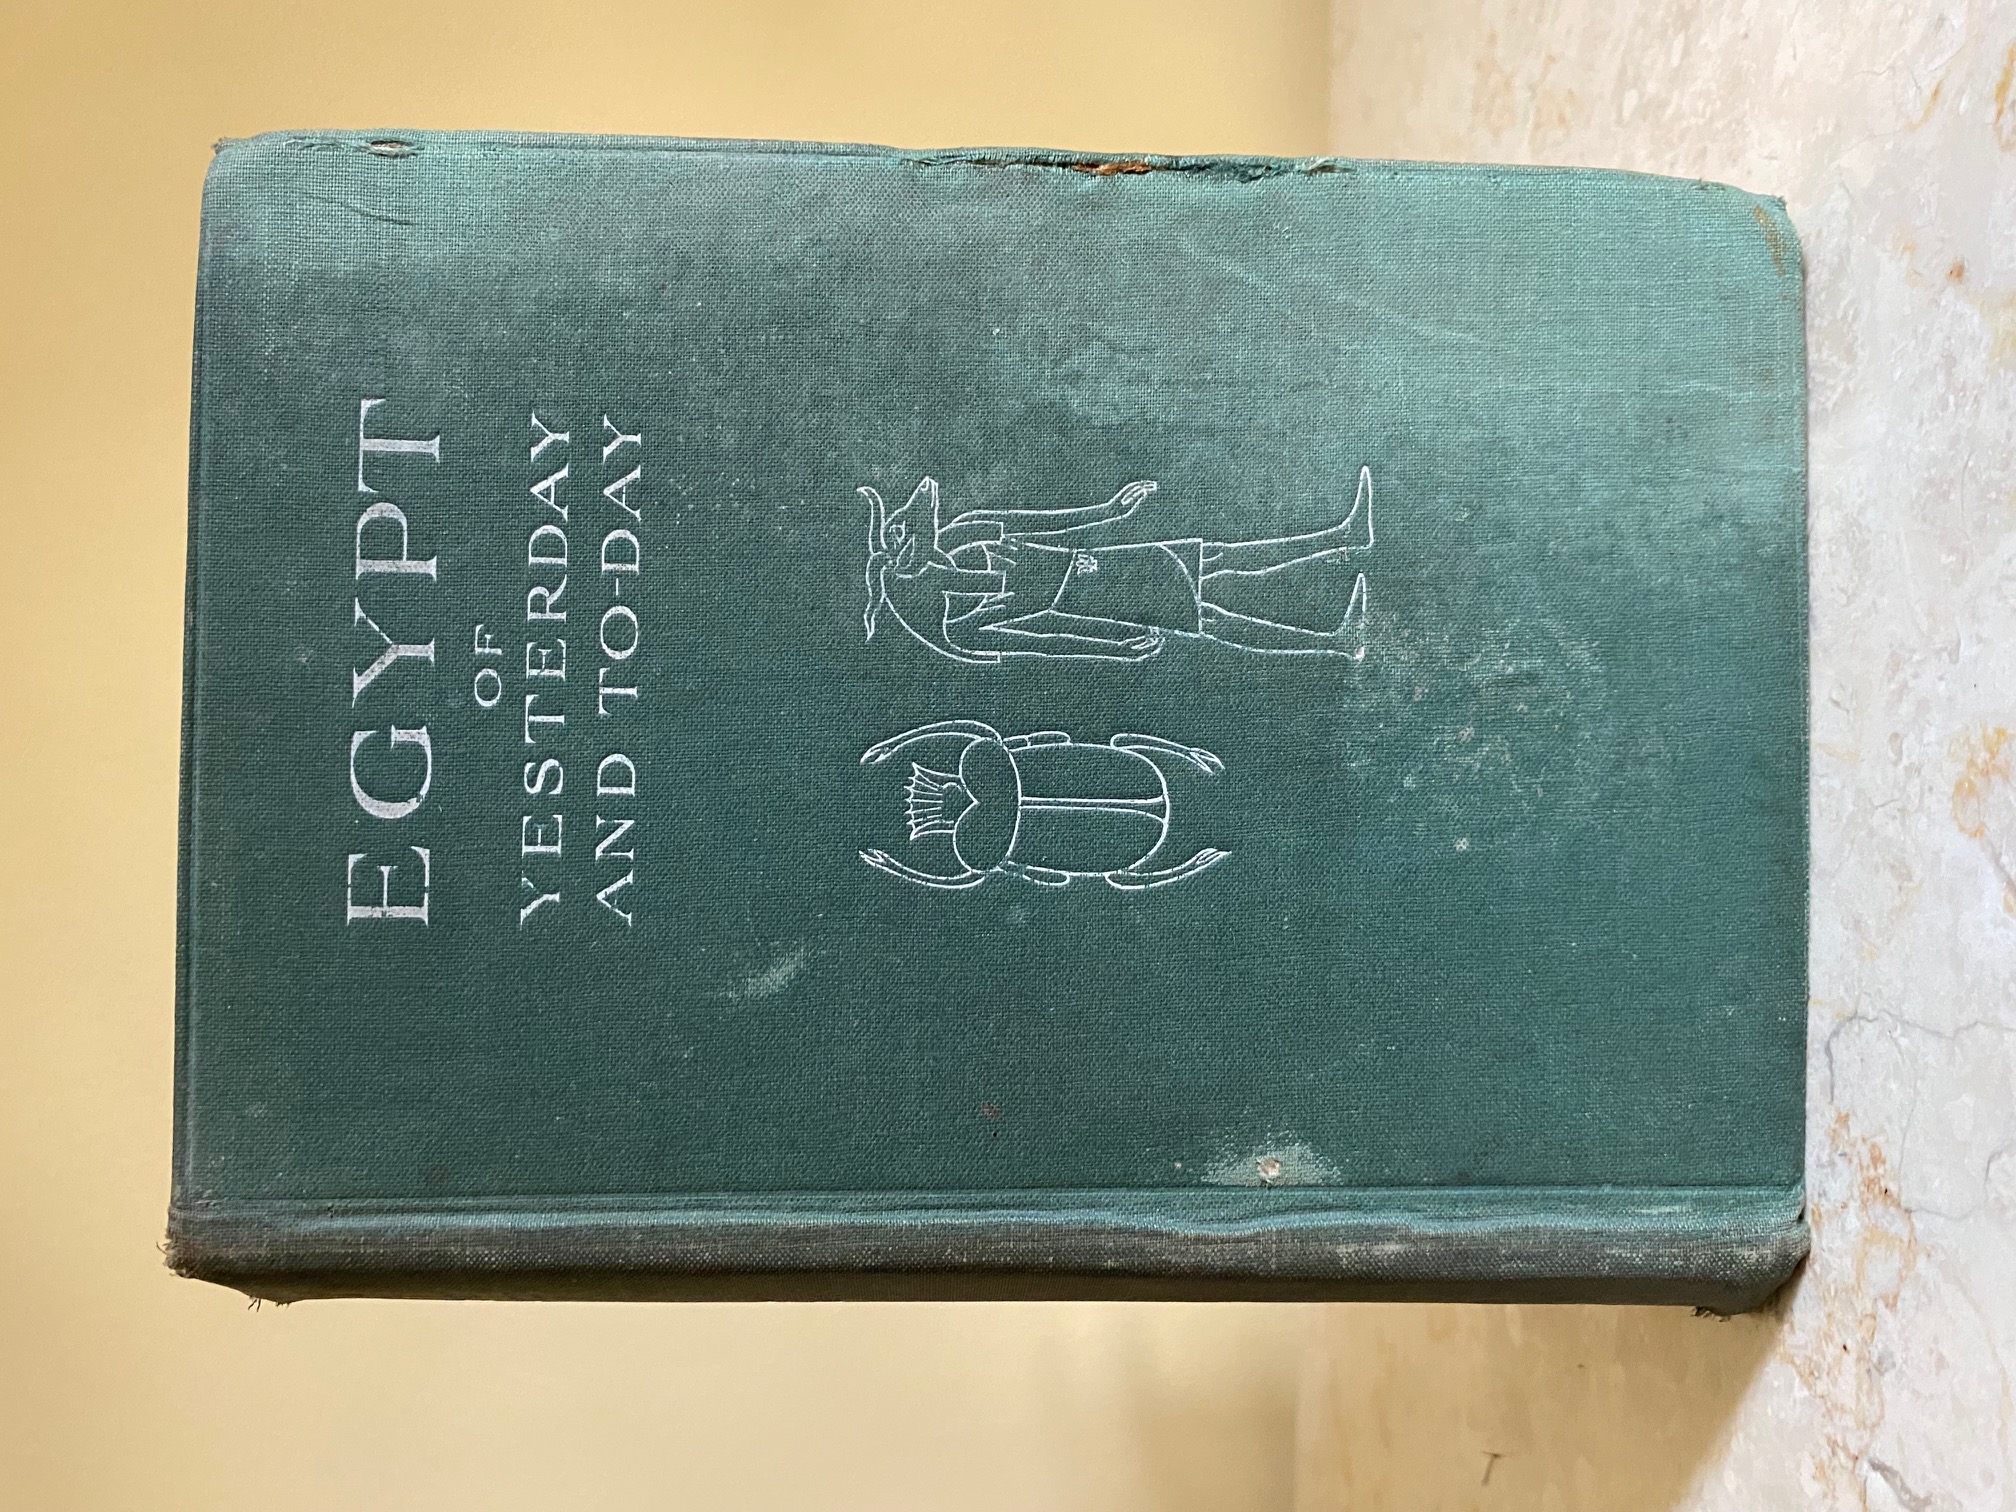 EGYPT
OF
YESTERDAY
AND TO-DAY